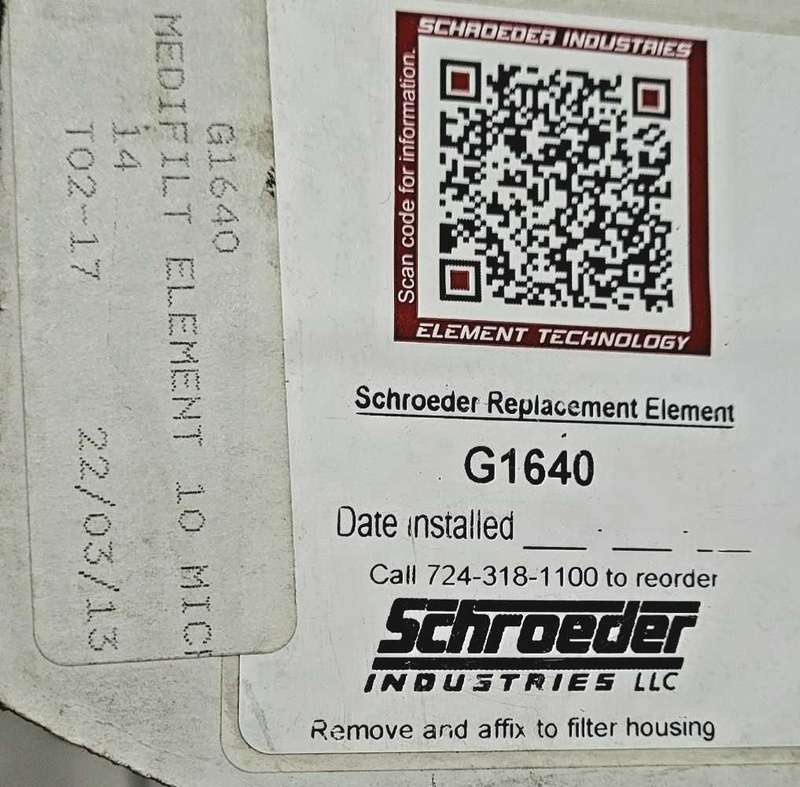 G1640
MEDIFILT ELEMENT 10
14
T02-17 22/03/13
SCHROEDER INDUSTRIES
Scan code for information.
ELEMENT TECHNOLOGY
Schroeder Replacement Element
G1640
Date installed
Call 724-318-1100 to reorder
Schroeder
INDUSTRIES LLC
Remove and affix to filter housing